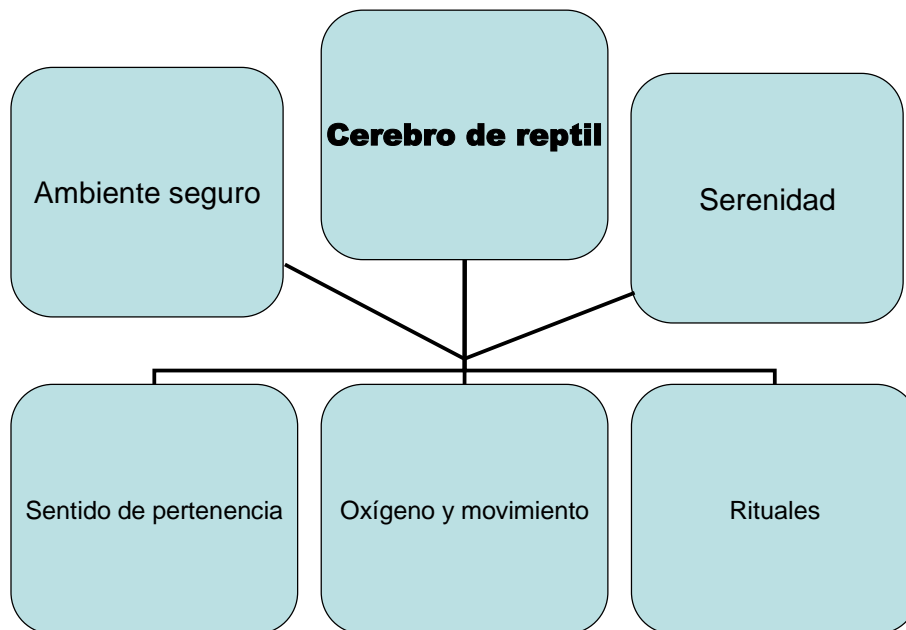 Cerebro de reptil
Ambiente seguro
Serenidad
Sentido de pertenencia
Oxígeno y movimiento
Rituales